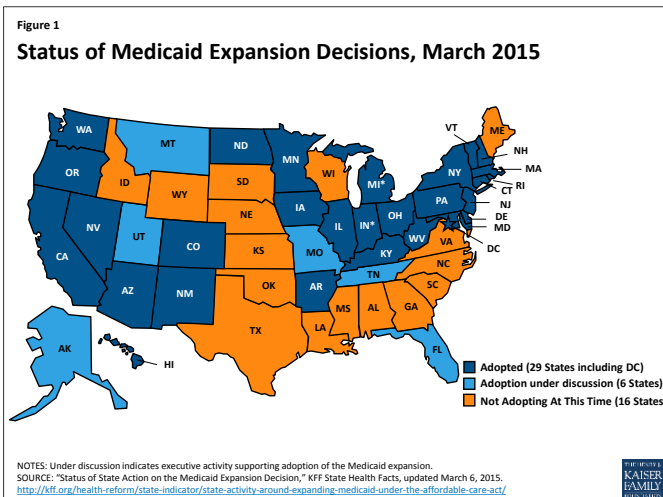 Figure 1
Status of Medicaid Expansion Decisions, March 2015
WA
OR
CA
NV
ID
MT
WY
UT
AZ
CO
NM
ND
SD
NE
KS
OK
TX
MN
IA
MO
AR
LA
WI
IL
MI*
IN*
OH
KY
TN
MS
AL
GA
FL
SC
NC
VA
WV
PA
NY
ME
VT
NH
MA
RI
CT
NJ
DE
MD
DC
AK
HI
Adopted (29 States including DC)
Adoption under discussion (6 States)
Not Adopting At This Time (16 States
NOTES: Under discussion indicates executive activity supporting adoption of the Medicaid expansion.
SOURCE: "Status of State Action on the Medicaid Expansion Decision," KFF State Health Facts, updated March 6, 2015.
http://kff.org/health-reform/state-indicator/state-activity-around-expanding-medicaid-under-the-affordable-care-act/
THE HENRY J.
KAISER
FAMILY
FOUNDATION